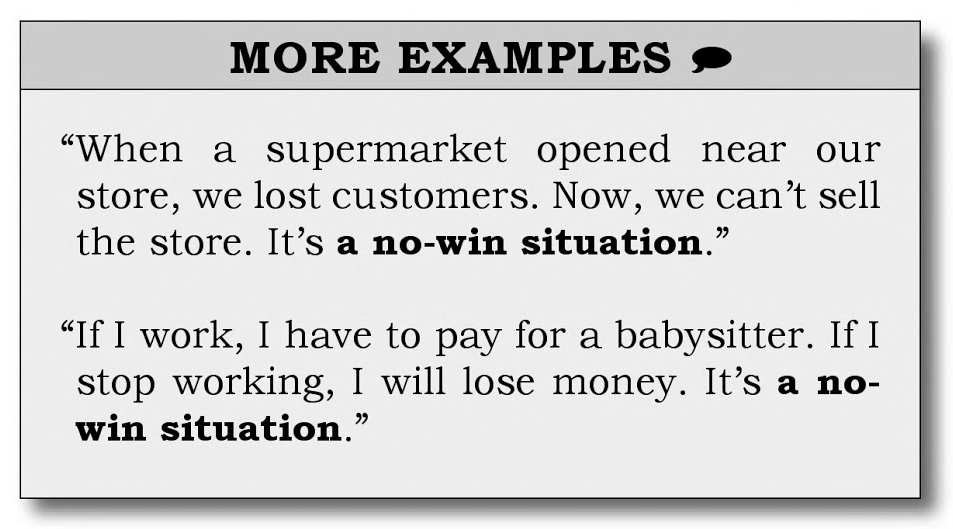 MORE EXAMPLES
“When a supermarket opened near our
store, we lost customers. Now, we can’t sell
the store. It’s a no-win situation.”
“If I work, I have to pay for a babysitter. If I
stop working, I will lose money. It’s a no-
win situation.”